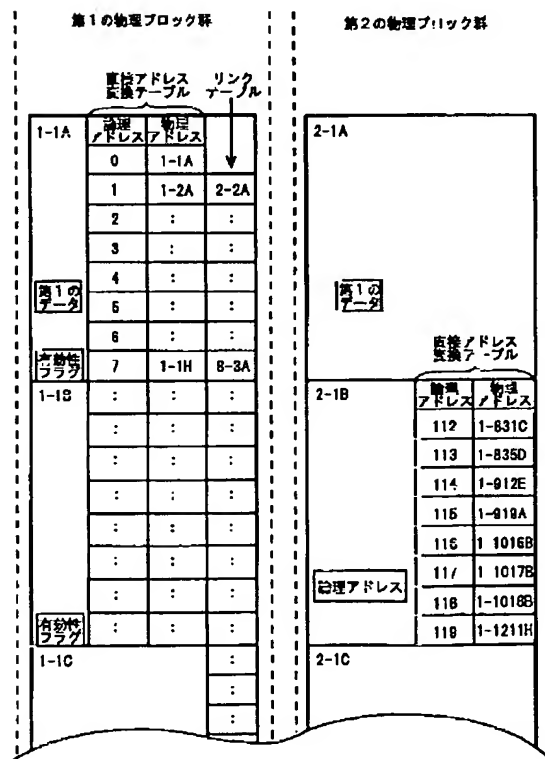 第1の物理ブロック群
第2の物理ブロック群
直接アドレス
変換テーブル
リンク
テーブル
1-1A
論理
アドレス
物理
アドレス
0 1-1A
1 1-2A 2-2A
2 : :
3 : :
4 : :
第1の
データ
5 : :
6 : :
有効性
フラグ
7 1-1H 8-3A
1-1B
: : :
: : :
: : :
: : :
: : :
: : :
: : :
有効性
フラグ
: : :
1-1C
:
:
:
2-1A
第1の
データ
直接アドレス
変換テーブル
2-1B
論理
アドレス
物理
アドレス
112 1-831C
113 1-835D
114 1-912E
115 1-919A
116 1-1016B
117 1-1017B
論理アドレス
118 1-1018B
119 1-1211H
2-1C